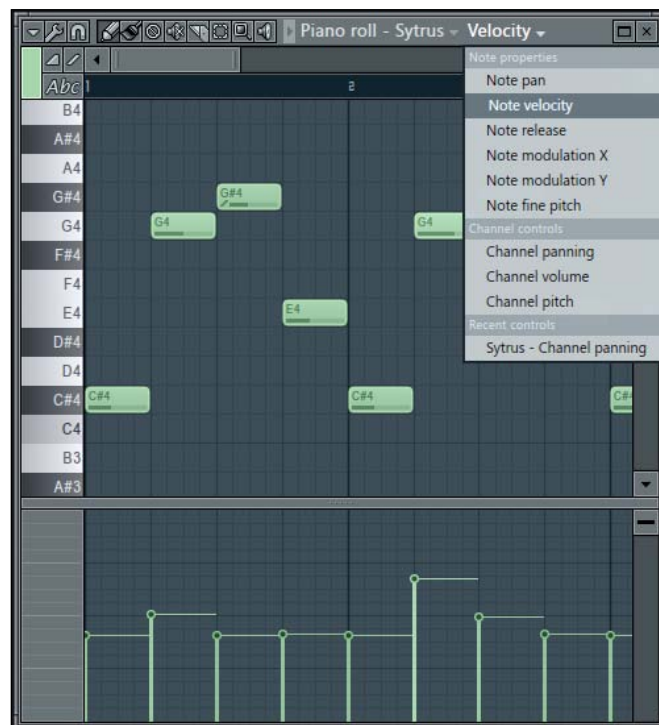 Piano roll - Sytrus Velocity
Note properties
Note pan
Note velocity
Note release
Note modulation X
Note modulation Y
Note fine pitch
Channel controls
Channel panning
Channel volume
Channel pitch
Recent controls
Sytrus - Channel panning
Abc 1 2
B4
A#4
A4
G#4 G#4
G4 G4 G4
F#4
F4
E4 E4
D#4
D4
C#4 C#4 C#4 C#4
C4
B3
A#3